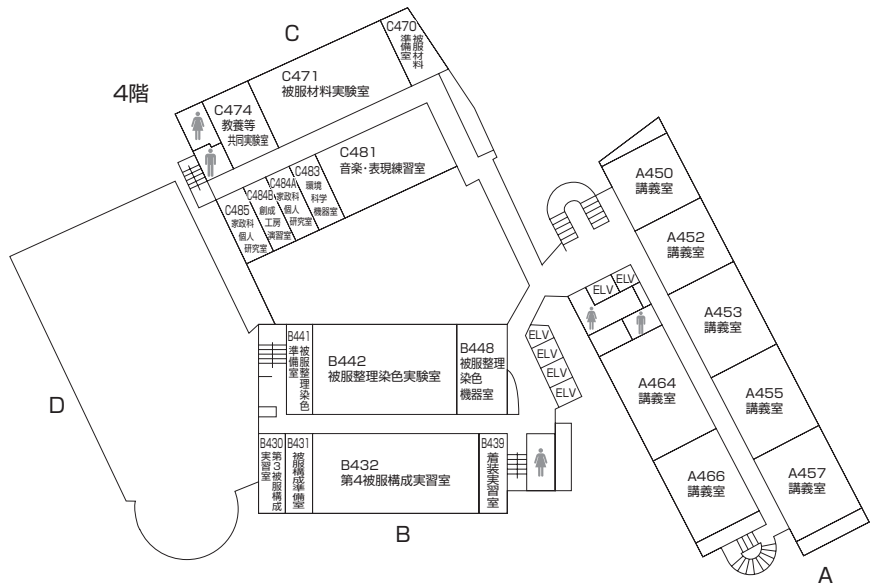 C
4階
C470
被服材料
準備室
C471
被服材料実験室
C474
教養等
共同実験室
C481
音楽・表現練習室
C483
環境
科学
機器室
C484A
家政科
個人
研究室
C484B
創成
工房
演習室
C485
家政科
個人
研究室
A450
講義室
A452
講義室
A453
講義室
A455
講義室
A457
講義室
A464
講義室
A466
講義室
ELV
ELV
ELV
ELV
ELV
ELV
B441
被服整理染色
準備室
B442
被服整理染色実験室
B448
被服整理
染色
機器室
D
B430
第3被服構成
実習室
B431
被服構成準備室
B432
第4被服構成実習室
B439
着装実習室
B
A